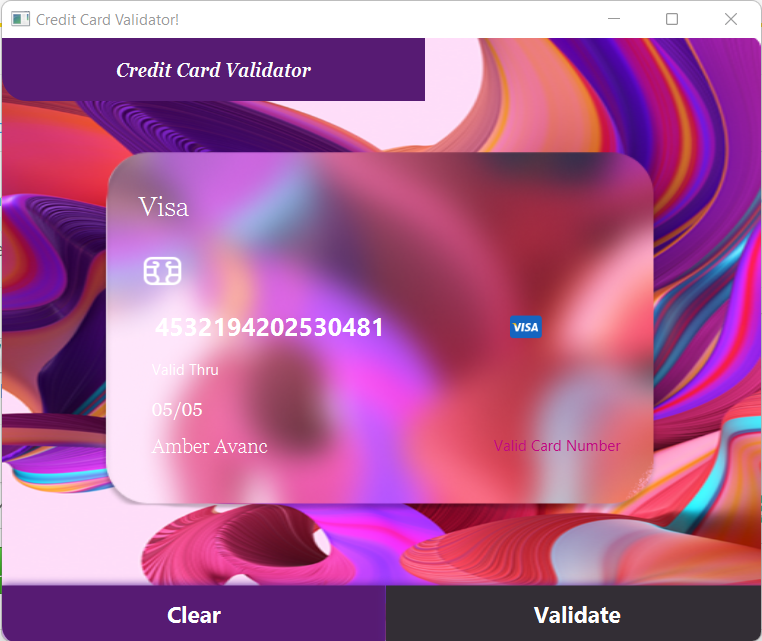 Credit Card Validator!
Credit Card Validator
Visa
4532194202530481
VISA
Valid Thru
05/05
Amber Avanc
Valid Card Number
Clear
Validate